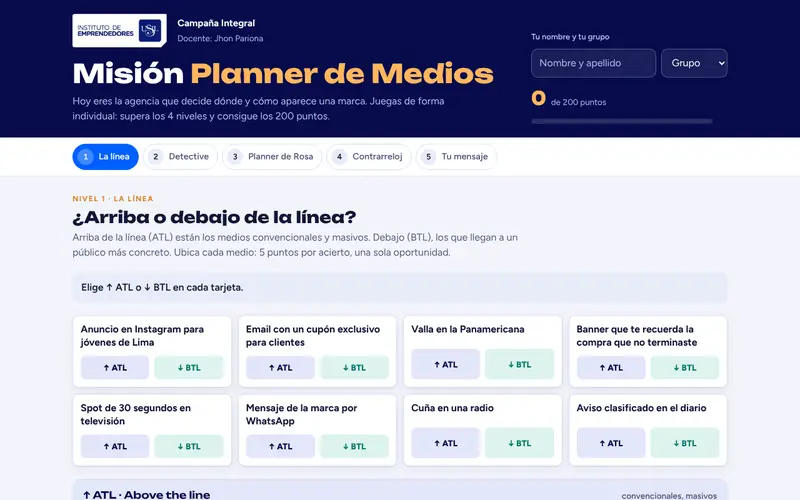 INSTITUTO DE
EMPRENDEDORES
USIL
Campaña Integral
Docente: Jhon Pariona
Misión Planner de Medios
Hoy eres la agencia que decide dónde y cómo aparece una marca. Juegas de forma
individual: supera los 4 niveles y consigue los 200 puntos.
Tu nombre y tu grupo
Nombre y apellido
Grupo
0 de 200 puntos
1 La línea
2 Detective
3 Planner de Rosa
4 Contrarreloj
5 Tu mensaje
NIVEL 1 · LA LÍNEA
¿Arriba o debajo de la línea?
Arriba de la línea (ATL) están los medios convencionales y masivos. Debajo (BTL), los que llegan a un
público más concreto. Ubica cada medio: 5 puntos por acierto, una sola oportunidad.
Elige ↑ ATL o ↓ BTL en cada tarjeta.
Anuncio en Instagram para
jóvenes de Lima
↑ ATL
↓ BTL
Email con un cupón exclusivo
para clientes
↑ ATL
↓ BTL
Valla en la Panamericana
↑ ATL
↓ BTL
Banner que te recuerda la
compra que no terminaste
↑ ATL
↓ BTL
Spot de 30 segundos en
televisión
↑ ATL
↓ BTL
Mensaje de la marca por
WhatsApp
↑ ATL
↓ BTL
Cuña en una radio
↑ ATL
↓ BTL
Aviso clasificado en el diario
↑ ATL
↓ BTL
↑ ATL · Above the line
convencionales, masivos